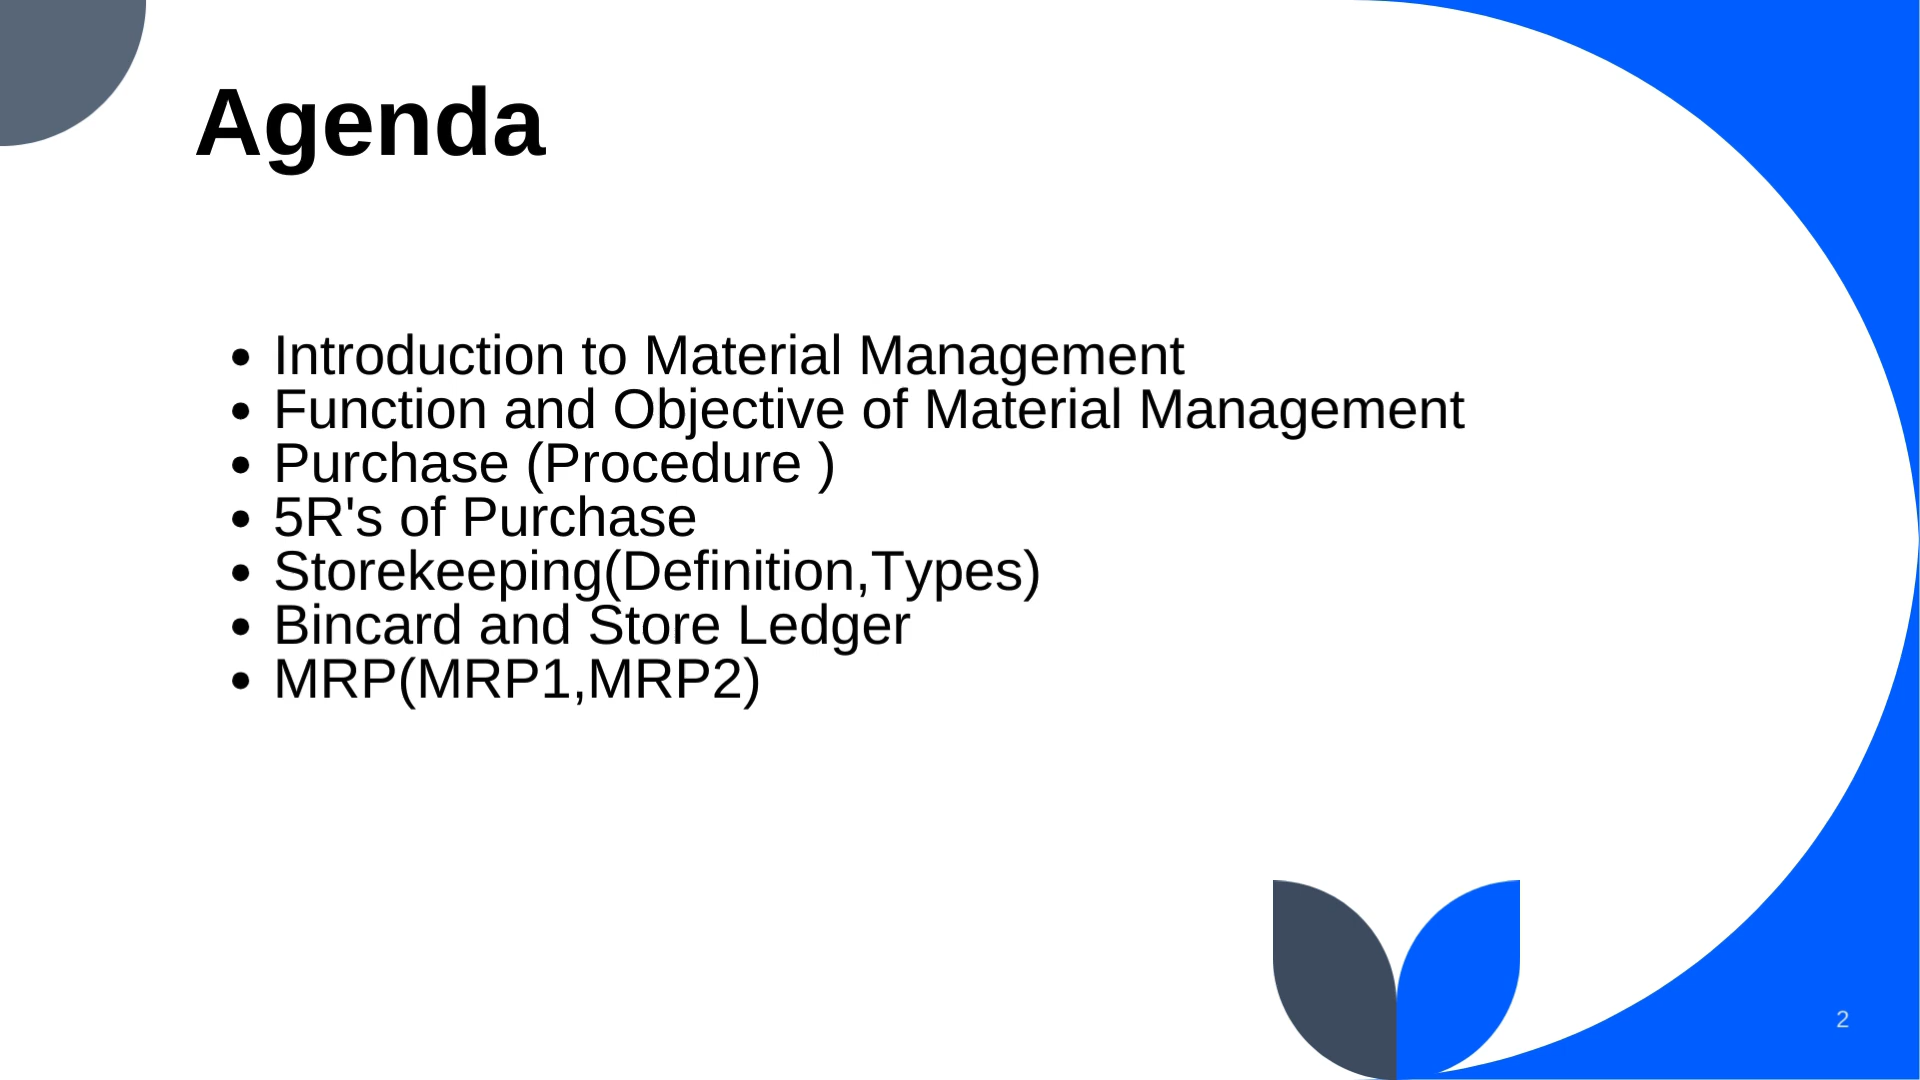 Agenda
• Introduction to Material Management
• Function and Objective of Material Management
• Purchase (Procedure )
• 5R's of Purchase
• Storekeeping(Definition,Types)
• Bincard and Store Ledger
• MRP(MRP1,MRP2)
2